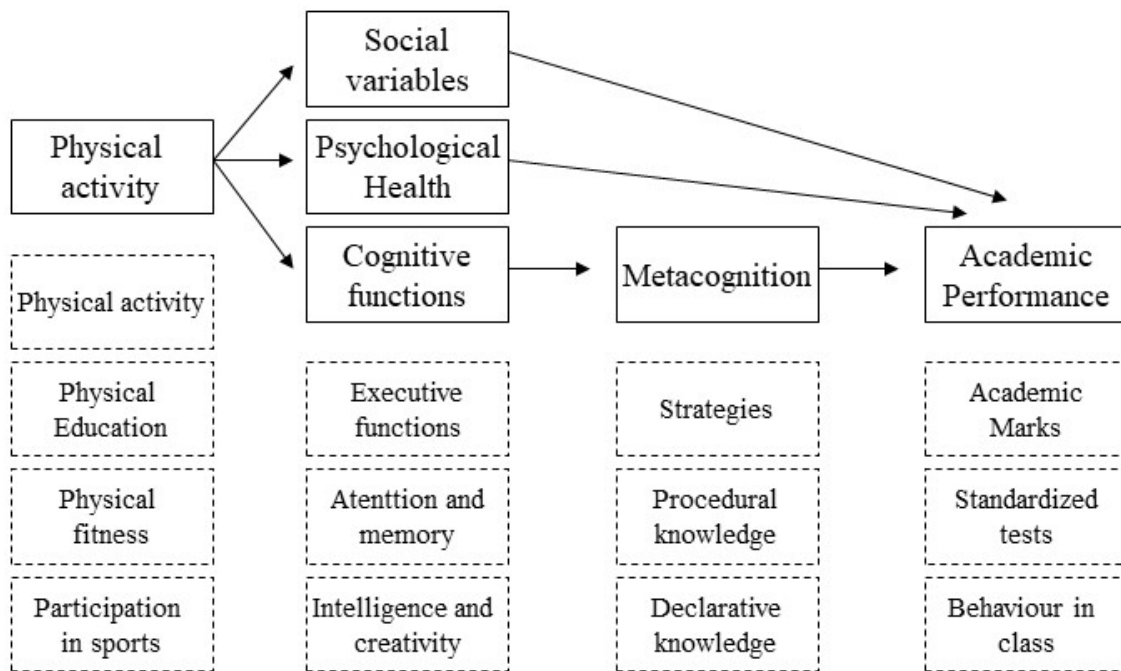 Social
variables
Physical
activity
Psychological
Health
Cognitive
functions
Metacognition
Academic
Performance
Physical activity
Physical
Education
Executive
functions
Strategies
Academic
Marks
Physical
fitness
Atenttion and
memory
Procedural
knowledge
Standardized
tests
Participation
in sports
Intelligence and
creativity
Declarative
knowledge
Behaviour in
class